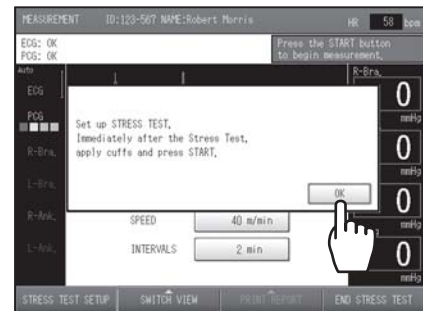 MEASUREMENT ID:123-567 NAME:Robert Morris HR 58 bpm
ECG: OK
PCG: OK
Press the START button
to begin measurement.
Auto
R-Bra.
ECG
0
mmHg
PCG
Set up STRESS TEST.
Immediately after the Stress Test,
apply cuffs and press START.
R-Bra.
0
mmHg
L-Bra.
OK
0
mmHg
R-Ank.
SPEED 40 m/min
L-Ank.
INTERVALS 2 min
0
mmHg
STRESS TEST SETUP SWITCH VIEW PRINT REPORT END STRESS TEST